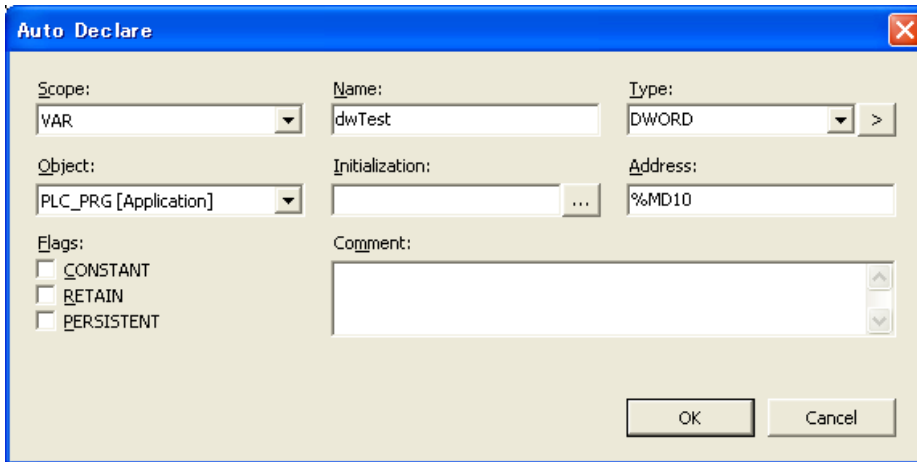 Auto Declare
Scope: Name: Type:
VAR dwTest DWORD >
Object: Initialization: Address:
PLC_PRG [Application] ... %MD10
Flags: Comment:
CONSTANT
RETAIN
PERSISTENT
OK Cancel